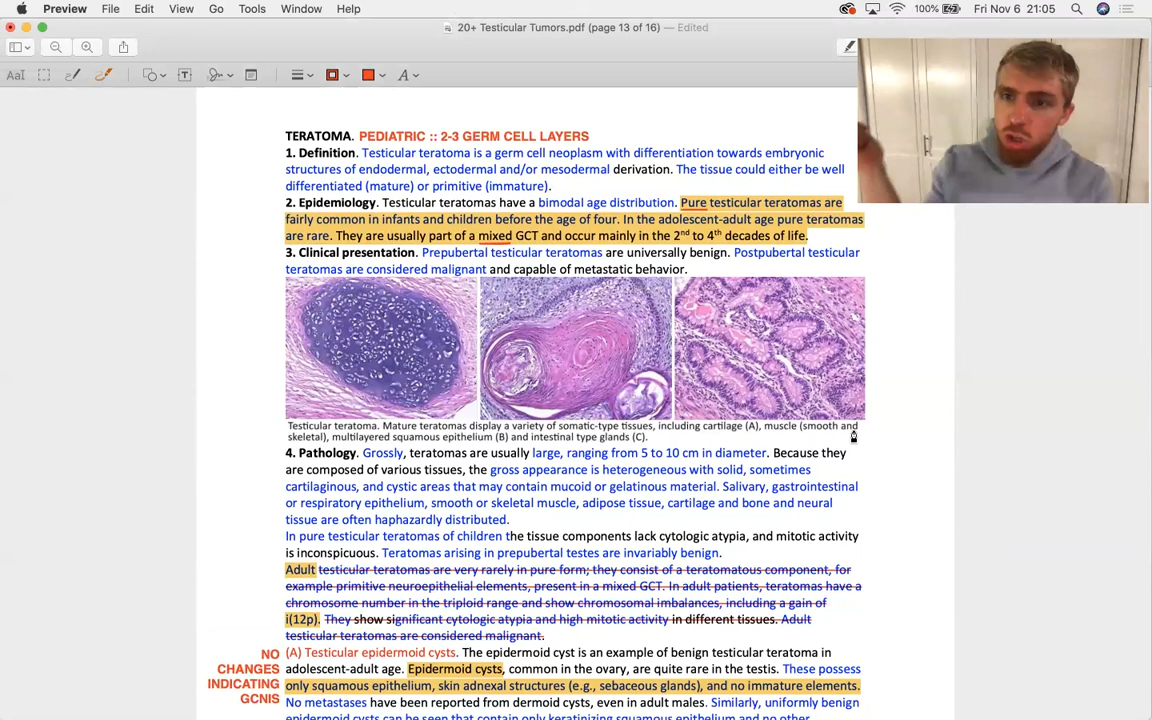 Preview File Edit View Go Tools Window Help 100% Fri Nov 6 21:05
20+ Testicular Tumors.pdf (page 13 of 16) — Edited
TERATOMA. PEDIATRIC :: 2-3 GERM CELL LAYERS
1. Definition. Testicular teratoma is a germ cell neoplasm with differentiation towards embryonic
structures of endodermal, ectodermal and/or mesodermal derivation. The tissue could either be well
differentiated (mature) or primitive (immature).
2. Epidemiology. Testicular teratomas have a bimodal age distribution. Pure testicular teratomas are
fairly common in infants and children before the age of four. In the adolescent-adult age pure teratomas
are rare. They are usually part of a mixed GCT and occur mainly in the 2nd to 4th decades of life.
3. Clinical presentation. Prepubertal testicular teratomas are universally benign. Postpubertal testicular
teratomas are considered malignant and capable of metastatic behavior.
Testicular teratoma. Mature teratomas display a variety of somatic-type tissues, including cartilage (A), muscle (smooth and
skeletal), multilayered squamous epithelium (B) and intestinal type glands (C).
4. Pathology. Grossly, teratomas are usually large, ranging from 5 to 10 cm in diameter. Because they
are composed of various tissues, the gross appearance is heterogeneous with solid, sometimes
cartilaginous, and cystic areas that may contain mucoid or gelatinous material. Salivary, gastrointestinal
or respiratory epithelium, smooth or skeletal muscle, adipose tissue, cartilage and bone and neural
tissue are often haphazardly distributed.
In pure testicular teratomas of children the tissue components lack cytologic atypia, and mitotic activity
is inconspicuous. Teratomas arising in prepubertal testes are invariably benign.
Adult testicular teratomas are very rarely in pure form; they consist of a teratomatous component, for
example primitive neuroepithelial elements, present in a mixed GCT. In adult patients, teratomas have a
chromosome number in the triploid range and show chromosomal imbalances, including a gain of
i(12p). They show significant cytologic atypia and high mitotic activity in different tissues. Adult
testicular teratomas are considered malignant.
NO CHANGES INDICATING GCNIS
(A) Testicular epidermoid cysts. The epidermoid cyst is an example of benign testicular teratoma in
adolescent-adult age. Epidermoid cysts, common in the ovary, are quite rare in the testis. These possess
only squamous epithelium, skin adnexal structures (e.g., sebaceous glands), and no immature elements.
No metastases have been reported from dermoid cysts, even in adult males. Similarly, uniformly benign
epidermoid cysts can be seen that contain only keratinizing squamous epithelium and no other